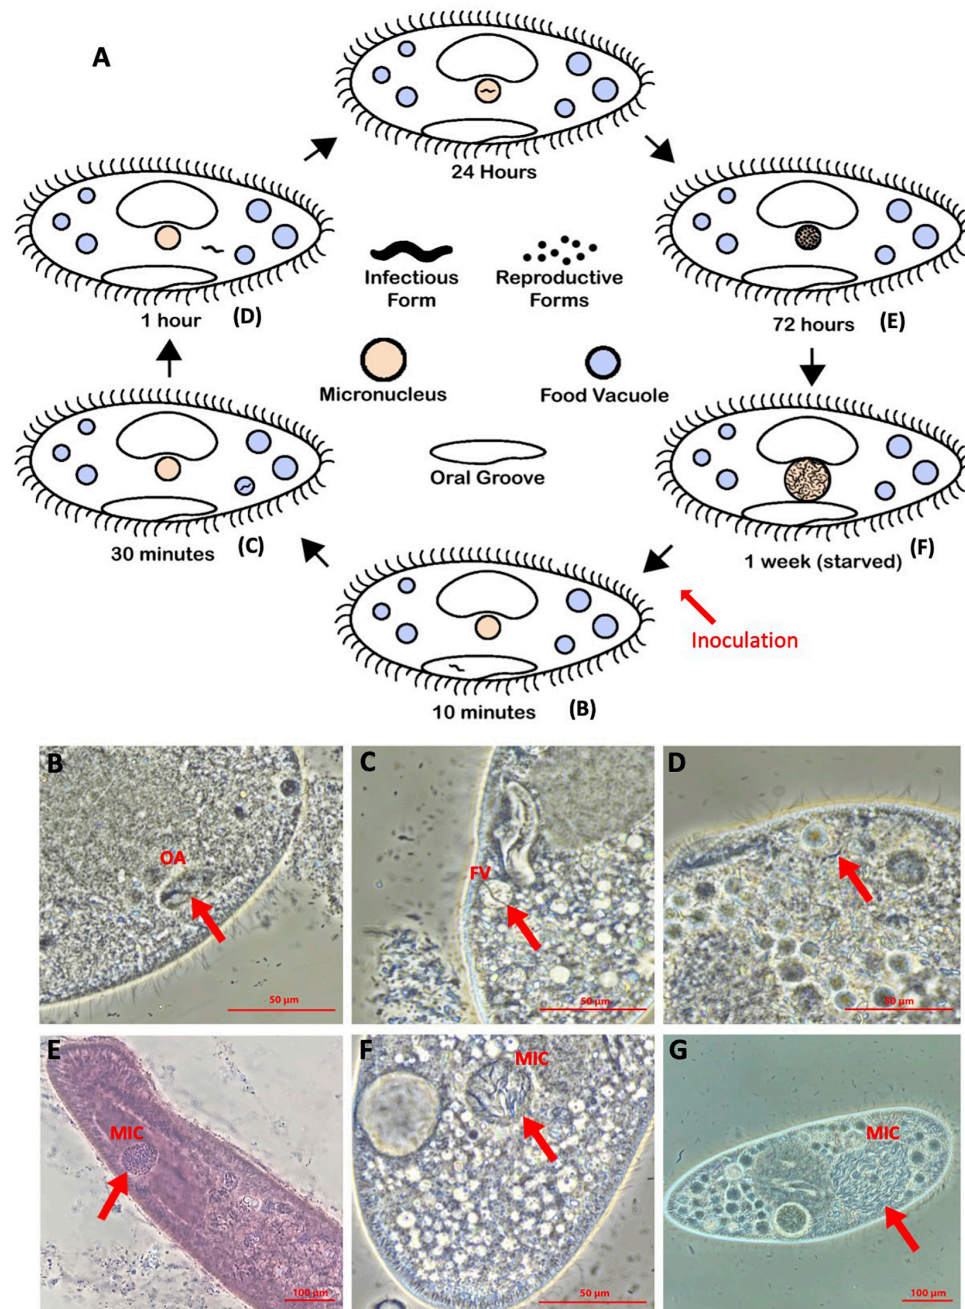 A
24 Hours
1 hour
(D)
Infectious
Form
Reproductive
Forms
72 hours
(E)
Micronucleus
Food Vacuole
Oral Groove
30 minutes
(C)
1 week (starved)
(F)
Inoculation
10 minutes
(B)
B
OA
50 µm
C
FV
50 µm
D
50 µm
E
MIC
100 µm
F
MIC
50 µm
G
MIC
100 µm